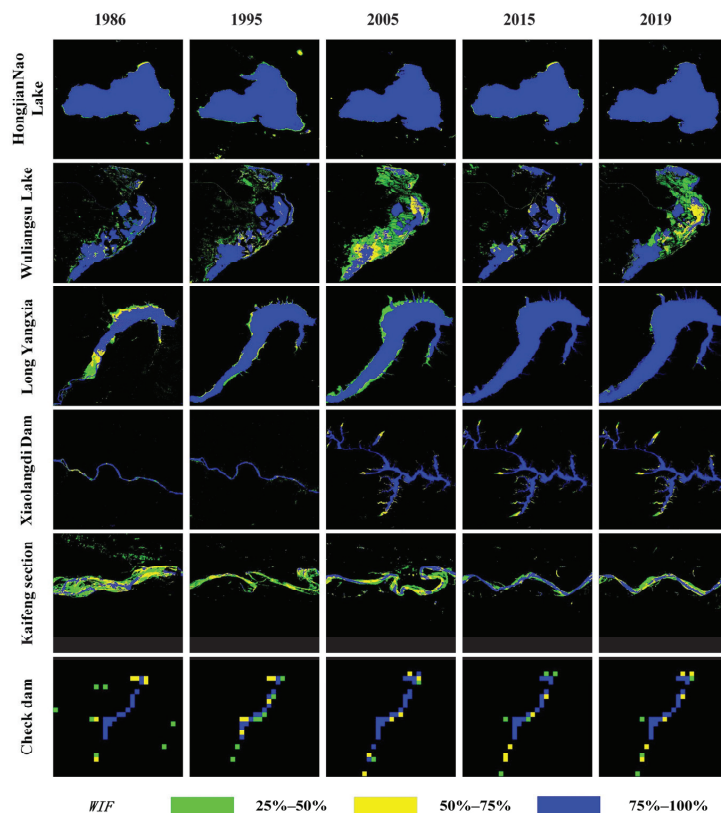 1986 1995 2005 2015 2019
HongjianNao
Lake
Wuliangsu Lake
Long Yangxia
Xiaolangdi Dam
Kaifeng section
Check dam
WIF 25%–50% 50%–75% 75%–100%